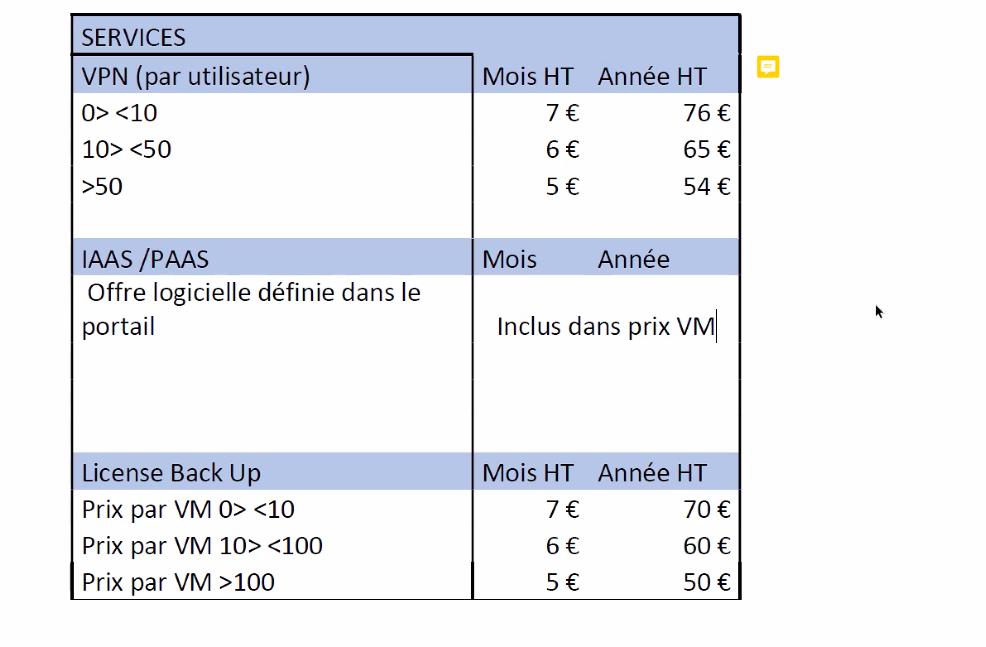 SERVICES
VPN (par utilisateur) Mois HT Année HT
0> <10 7 € 76 €
10> <50 6 € 65 €
>50 5 € 54 €
IAAS /PAAS Mois Année
Offre logicielle définie dans le
portail Inclus dans prix VM
License Back Up Mois HT Année HT
Prix par VM 0> <10 7 € 70 €
Prix par VM 10> <100 6 € 60 €
Prix par VM >100 5 € 50 €